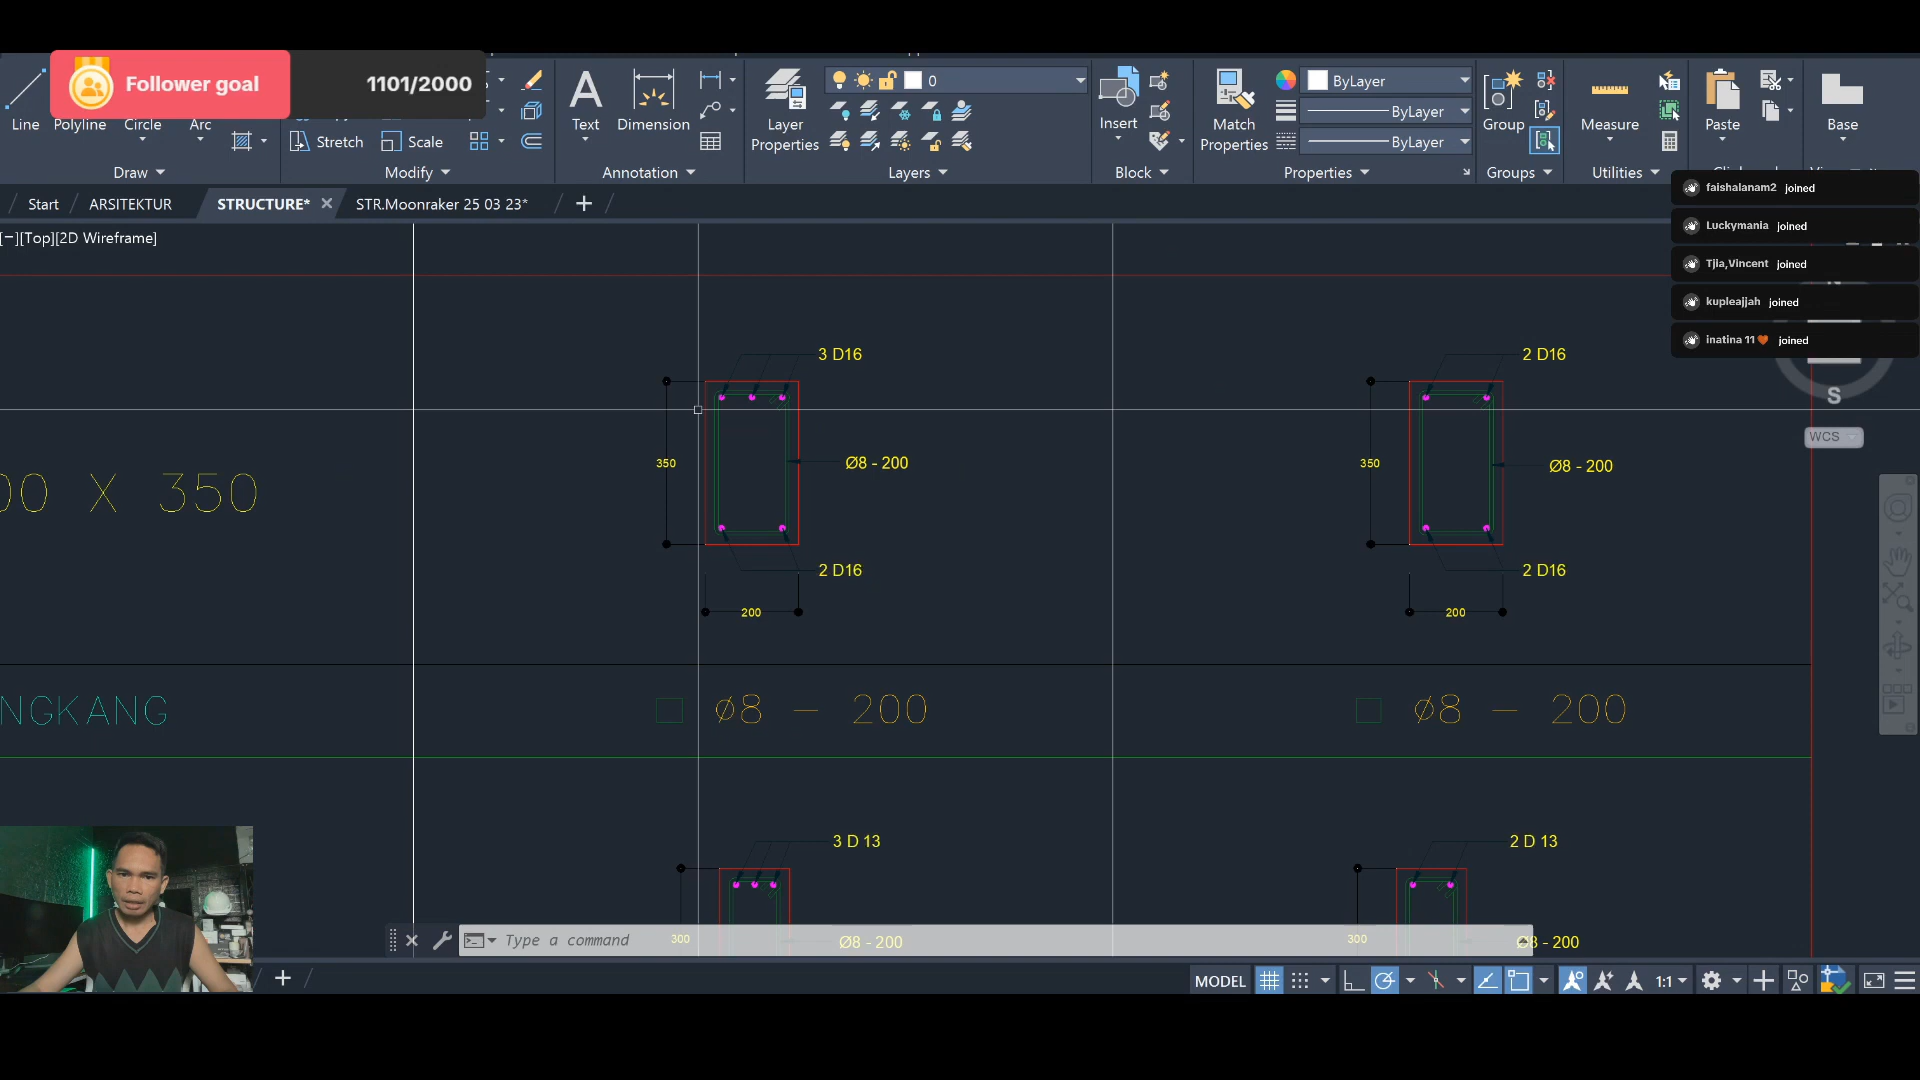 Follower goal
1101/2000
Line
Polyline
Circle
Arc
Stretch
Scale
Text
Dimension
Layer
Properties
0
Insert
Match
Properties
ByLayer
ByLayer
ByLayer
Group
Measure
Paste
Base
Draw
Modify
Annotation
Layers
Block
Properties
Groups
Utilities
Start
ARSITEKTUR
STRUCTURE*
STR.Moonraker 25 03 23*
faishalanam2 joined
Luckymania joined
Tjia,Vincent joined
kupleajjah joined
inatina 11🧡 joined
[−][Top][2D Wireframe]
S
WCS
3 D16
2 D16
350
Ø8 - 200
350
Ø8 - 200
00 X 350
2 D16
2 D16
200
200
NGKANG
ø8 — 200
ø8 — 200
3 D 13
2 D 13
Type a command
300
Ø8 - 200
300
Ø8 - 200
MODEL
1:1